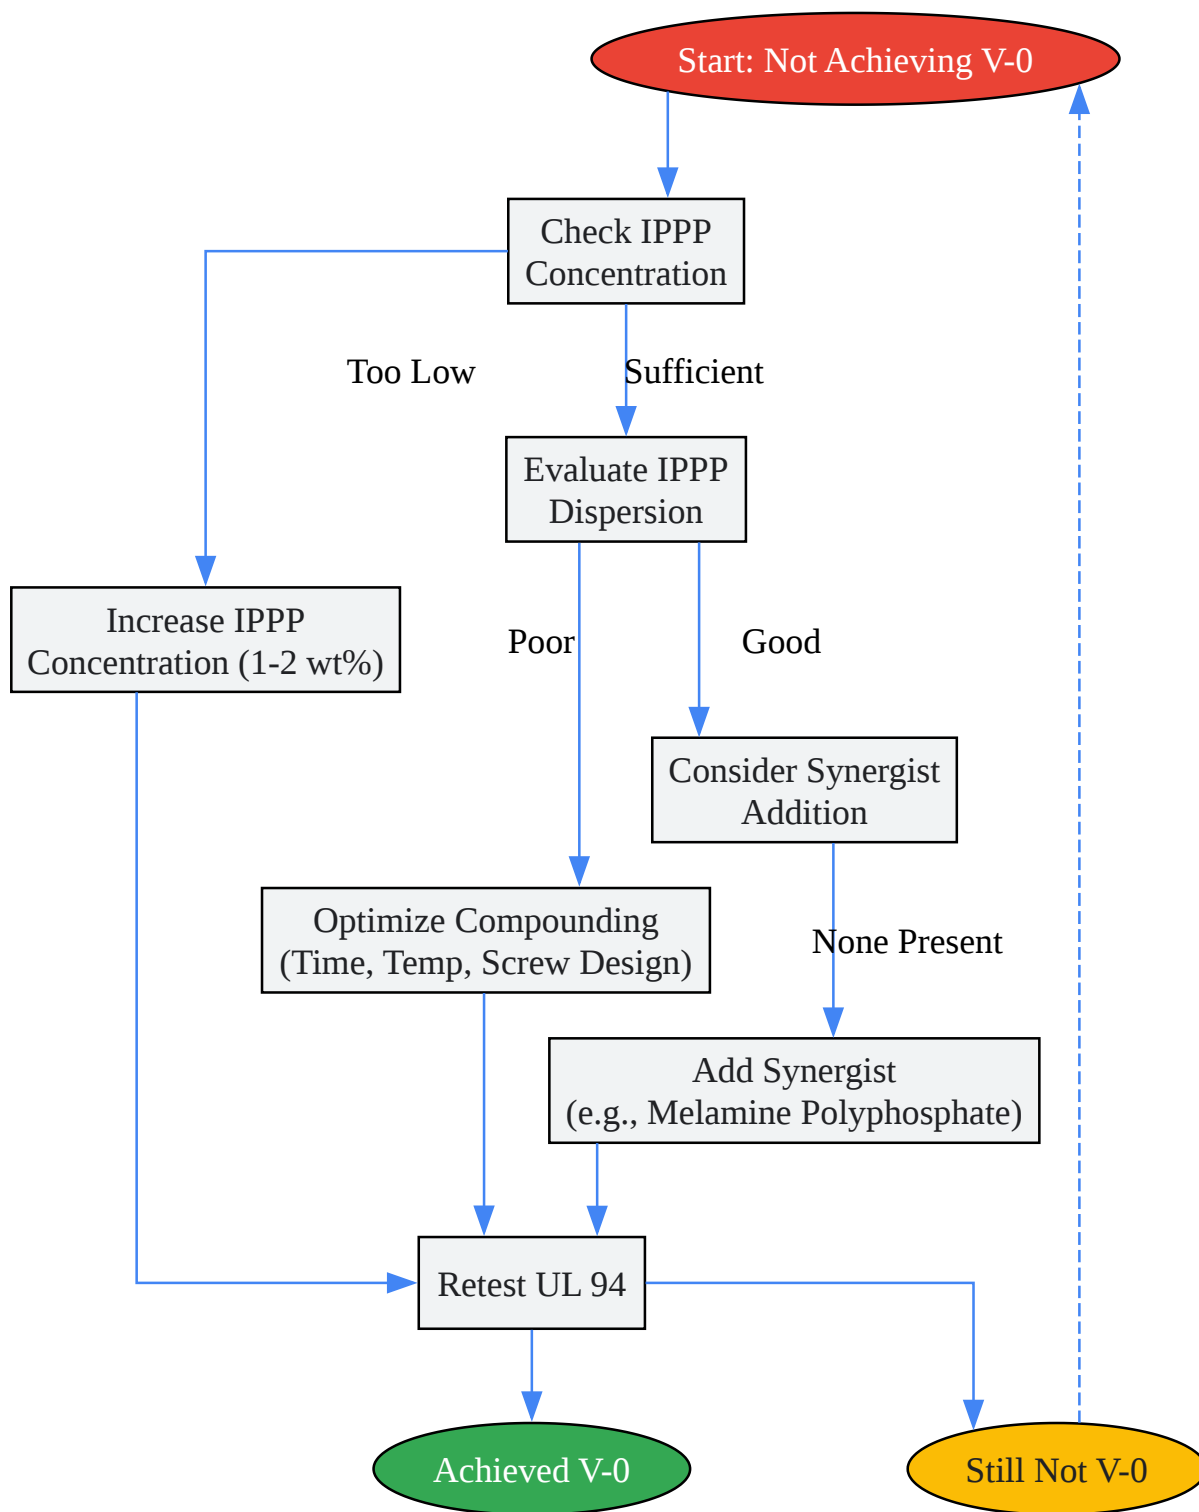 Start: Not Achieving V-0
Check IPPP
Concentration
Too Low
Sufficient
Evaluate IPPP
Dispersion
Increase IPPP
Concentration (1-2 wt%)
Poor
Good
Consider Synergist
Addition
Optimize Compounding
(Time, Temp, Screw Design)
None Present
Add Synergist
(e.g., Melamine Polyphosphate)
Retest UL 94
Achieved V-0
Still Not V-0